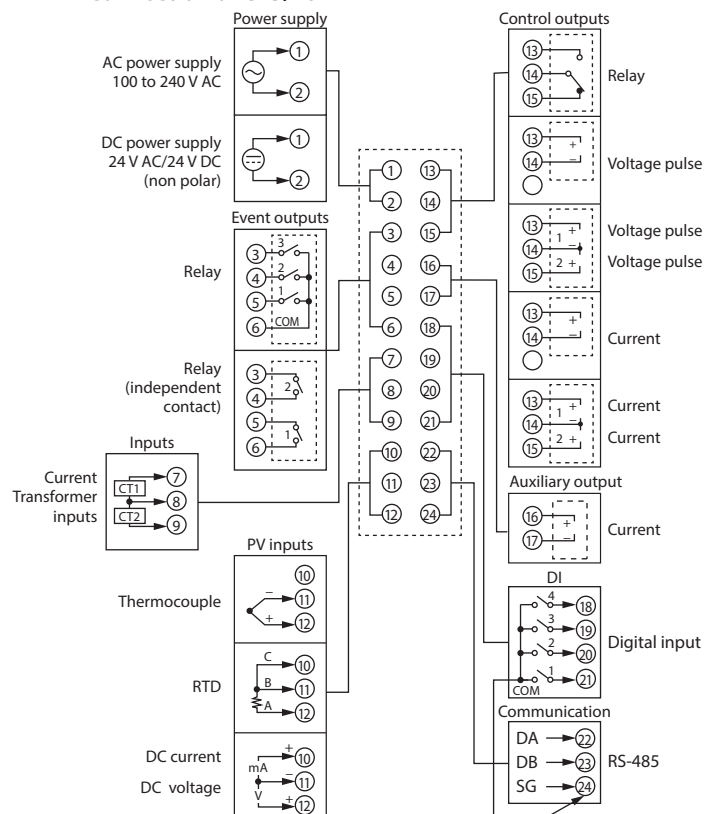 Power supply
AC power supply
100 to 240 V AC
1
2
DC power supply
24 V AC/24 V DC
(non polar)
1
2
Event outputs
Relay
3 3
4 2
5 1
6 COM
Relay
(independent
contact)
3
4 2
5
6 1
Inputs
Current
Transformer
inputs
CT1
CT2
7
8
9
PV inputs
Thermocouple
10
− 11
+ 12
RTD
C 10
B 11
A 12
DC current
DC voltage
mA
V
+ 10
− 11
+ 12
1 13
2 14
3 15
4 16
5 17
6 18
7 19
8 20
9 21
10 22
11 23
12 24
Control outputs
13
14
15
Relay
13 +
14 −
Voltage pulse
13 1 +
14 −
15 2 +
Voltage pulse
Voltage pulse
13 +
14 −
Current
13 1 +
14 −
15 2 +
Current
Current
Auxiliary output
16 +
17 −
Current
DI
4 18
3 19
2 20
1 21
COM
Digital input
Communication
DA 22
DB 23
SG 24
RS-485